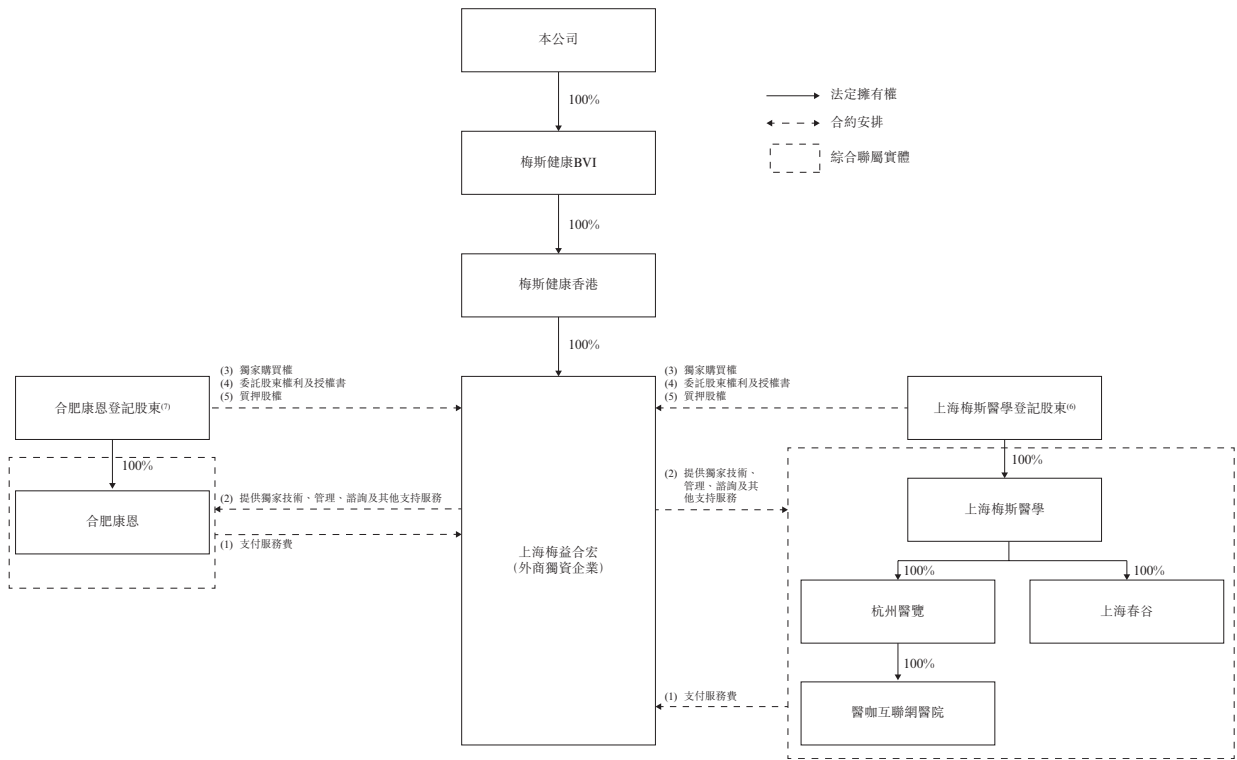 本公司
100%
法定擁有權
合約安排
綜合聯屬實體
梅斯健康BVI
100%
梅斯健康香港
100%
(3) 獨家購買權
(4) 委託股東權利及授權書
(5) 質押股權
(3) 獨家購買權
(4) 委託股東權利及授權書
(5) 質押股權
合肥康恩登記股東(7)
上海梅斯醫學登記股東(6)
100%
100%
(2) 提供獨家技術、管理、諮詢及其他支持服務
(2) 提供獨家技術、
管理、諮詢及其
他支持服務
合肥康恩
上海梅斯醫學
(1) 支付服務費
上海梅益合宏
(外商獨資企業)
100%
100%
杭州醫覽
上海春谷
100%
(1) 支付服務費
醫咖互聯網醫院